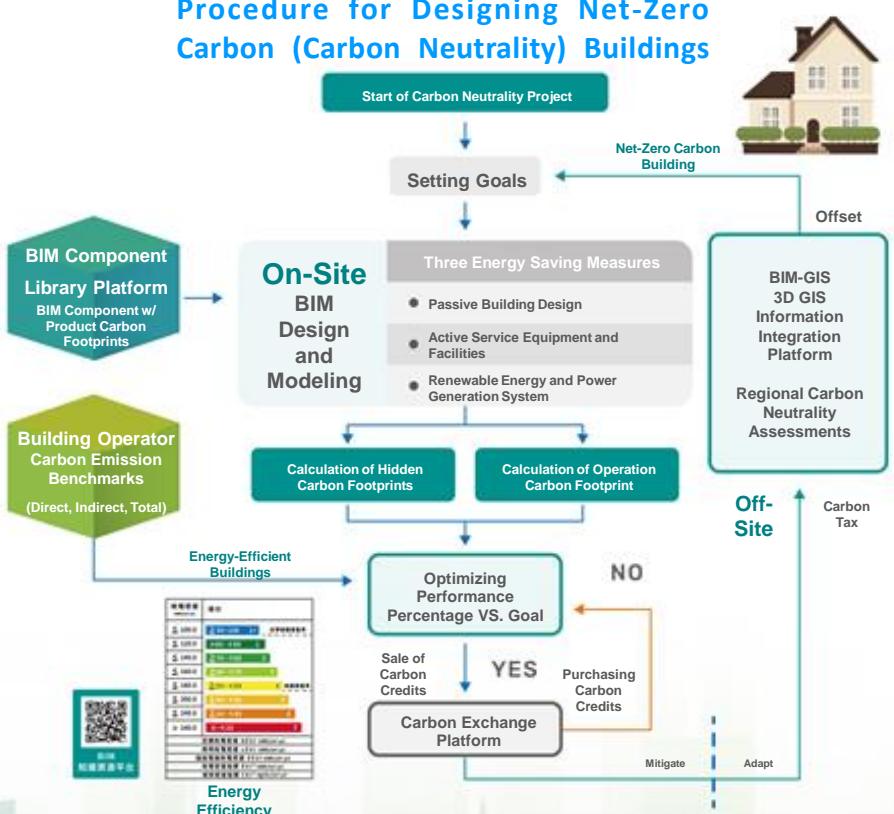 Procedure for Designing Net-Zero
Carbon (Carbon Neutrality) Buildings
Start of Carbon Neutrality Project
Net-Zero Carbon
Building
Setting Goals
Offset
BIM Component
Library Platform
BIM Component w/
Product Carbon
Footprints
On-Site
BIM
Design
and
Modeling
Three Energy Saving Measures
Passive Building Design
Active Service Equipment and
Facilities
Renewable Energy and Power
Generation System
BIM-GIS
3D GIS
Information
Integration
Platform
Regional Carbon
Neutrality
Assessments
Building Operator
Carbon Emission
Benchmarks
(Direct, Indirect, Total)
Calculation of Hidden
Carbon Footprints
Calculation of Operation
Carbon Footprint
Off-
Site
Carbon
Tax
Energy-Efficient
Buildings
Optimizing
Performance
Percentage VS. Goal
NO
Sale of
Carbon
Credits
YES
Purchasing
Carbon
Credits
Carbon Exchange
Platform
Mitigate
Adapt
BIM
Energy
Efficiency